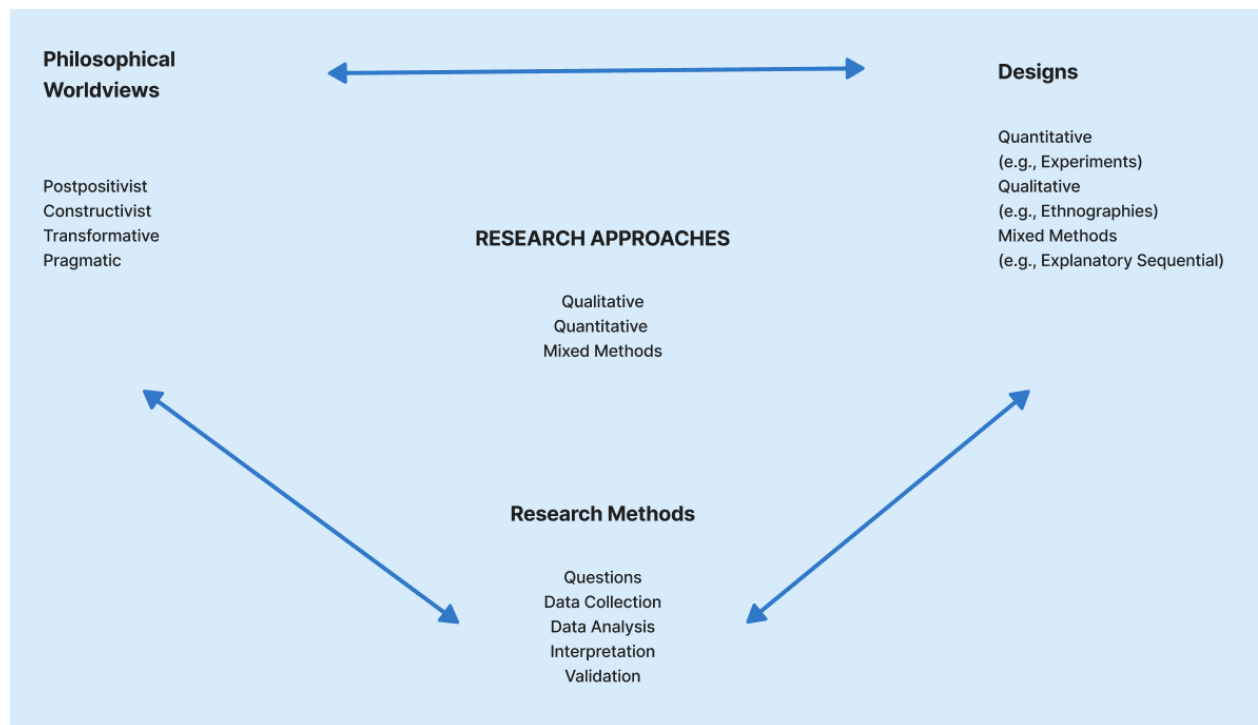 Philosophical
Worldviews
Postpositivist
Constructivist
Transformative
Pragmatic
Designs
Quantitative
(e.g., Experiments)
Qualitative
(e.g., Ethnographies)
Mixed Methods
(e.g., Explanatory Sequential)
RESEARCH APPROACHES
Qualitative
Quantitative
Mixed Methods
Research Methods
Questions
Data Collection
Data Analysis
Interpretation
Validation